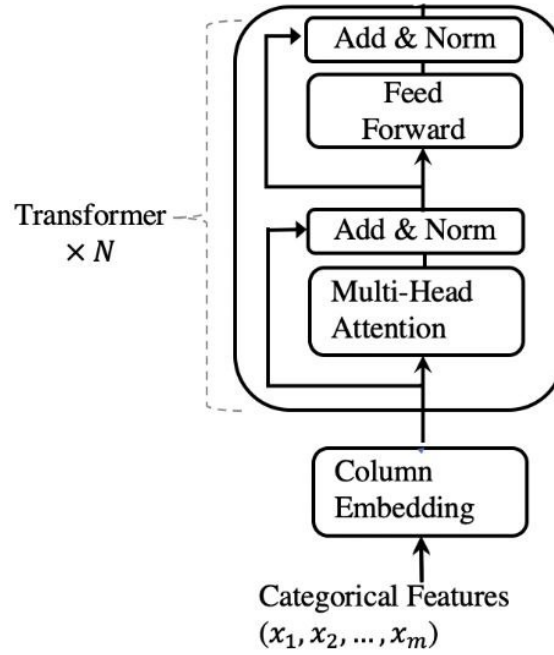 Add & Norm
Feed
Forward
Transformer
× N
Add & Norm
Multi-Head
Attention
Column
Embedding
Categorical Features
(x₁, x₂, ..., xₘ)